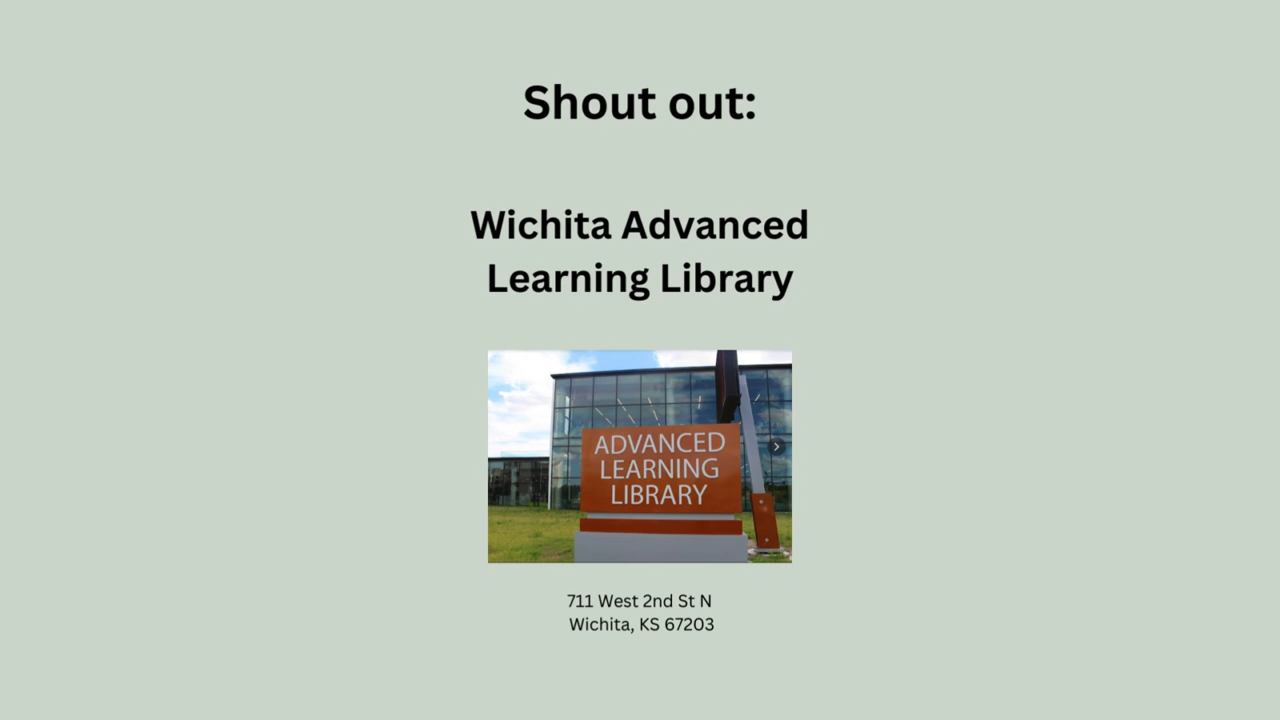 Shout out:
Wichita Advanced
Learning Library
ADVANCED
LEARNING
LIBRARY
711 West 2nd St N
Wichita, KS 67203